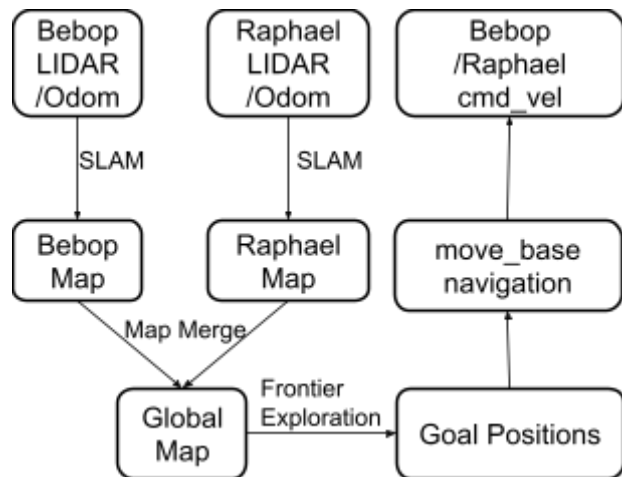 Bebop
LIDAR
/Odom
Raphael
LIDAR
/Odom
Bebop
/Raphael
cmd_vel
SLAM
SLAM
Bebop
Map
Raphael
Map
move_base
navigation
Map Merge
Global
Map
Frontier
Exploration
Goal Positions